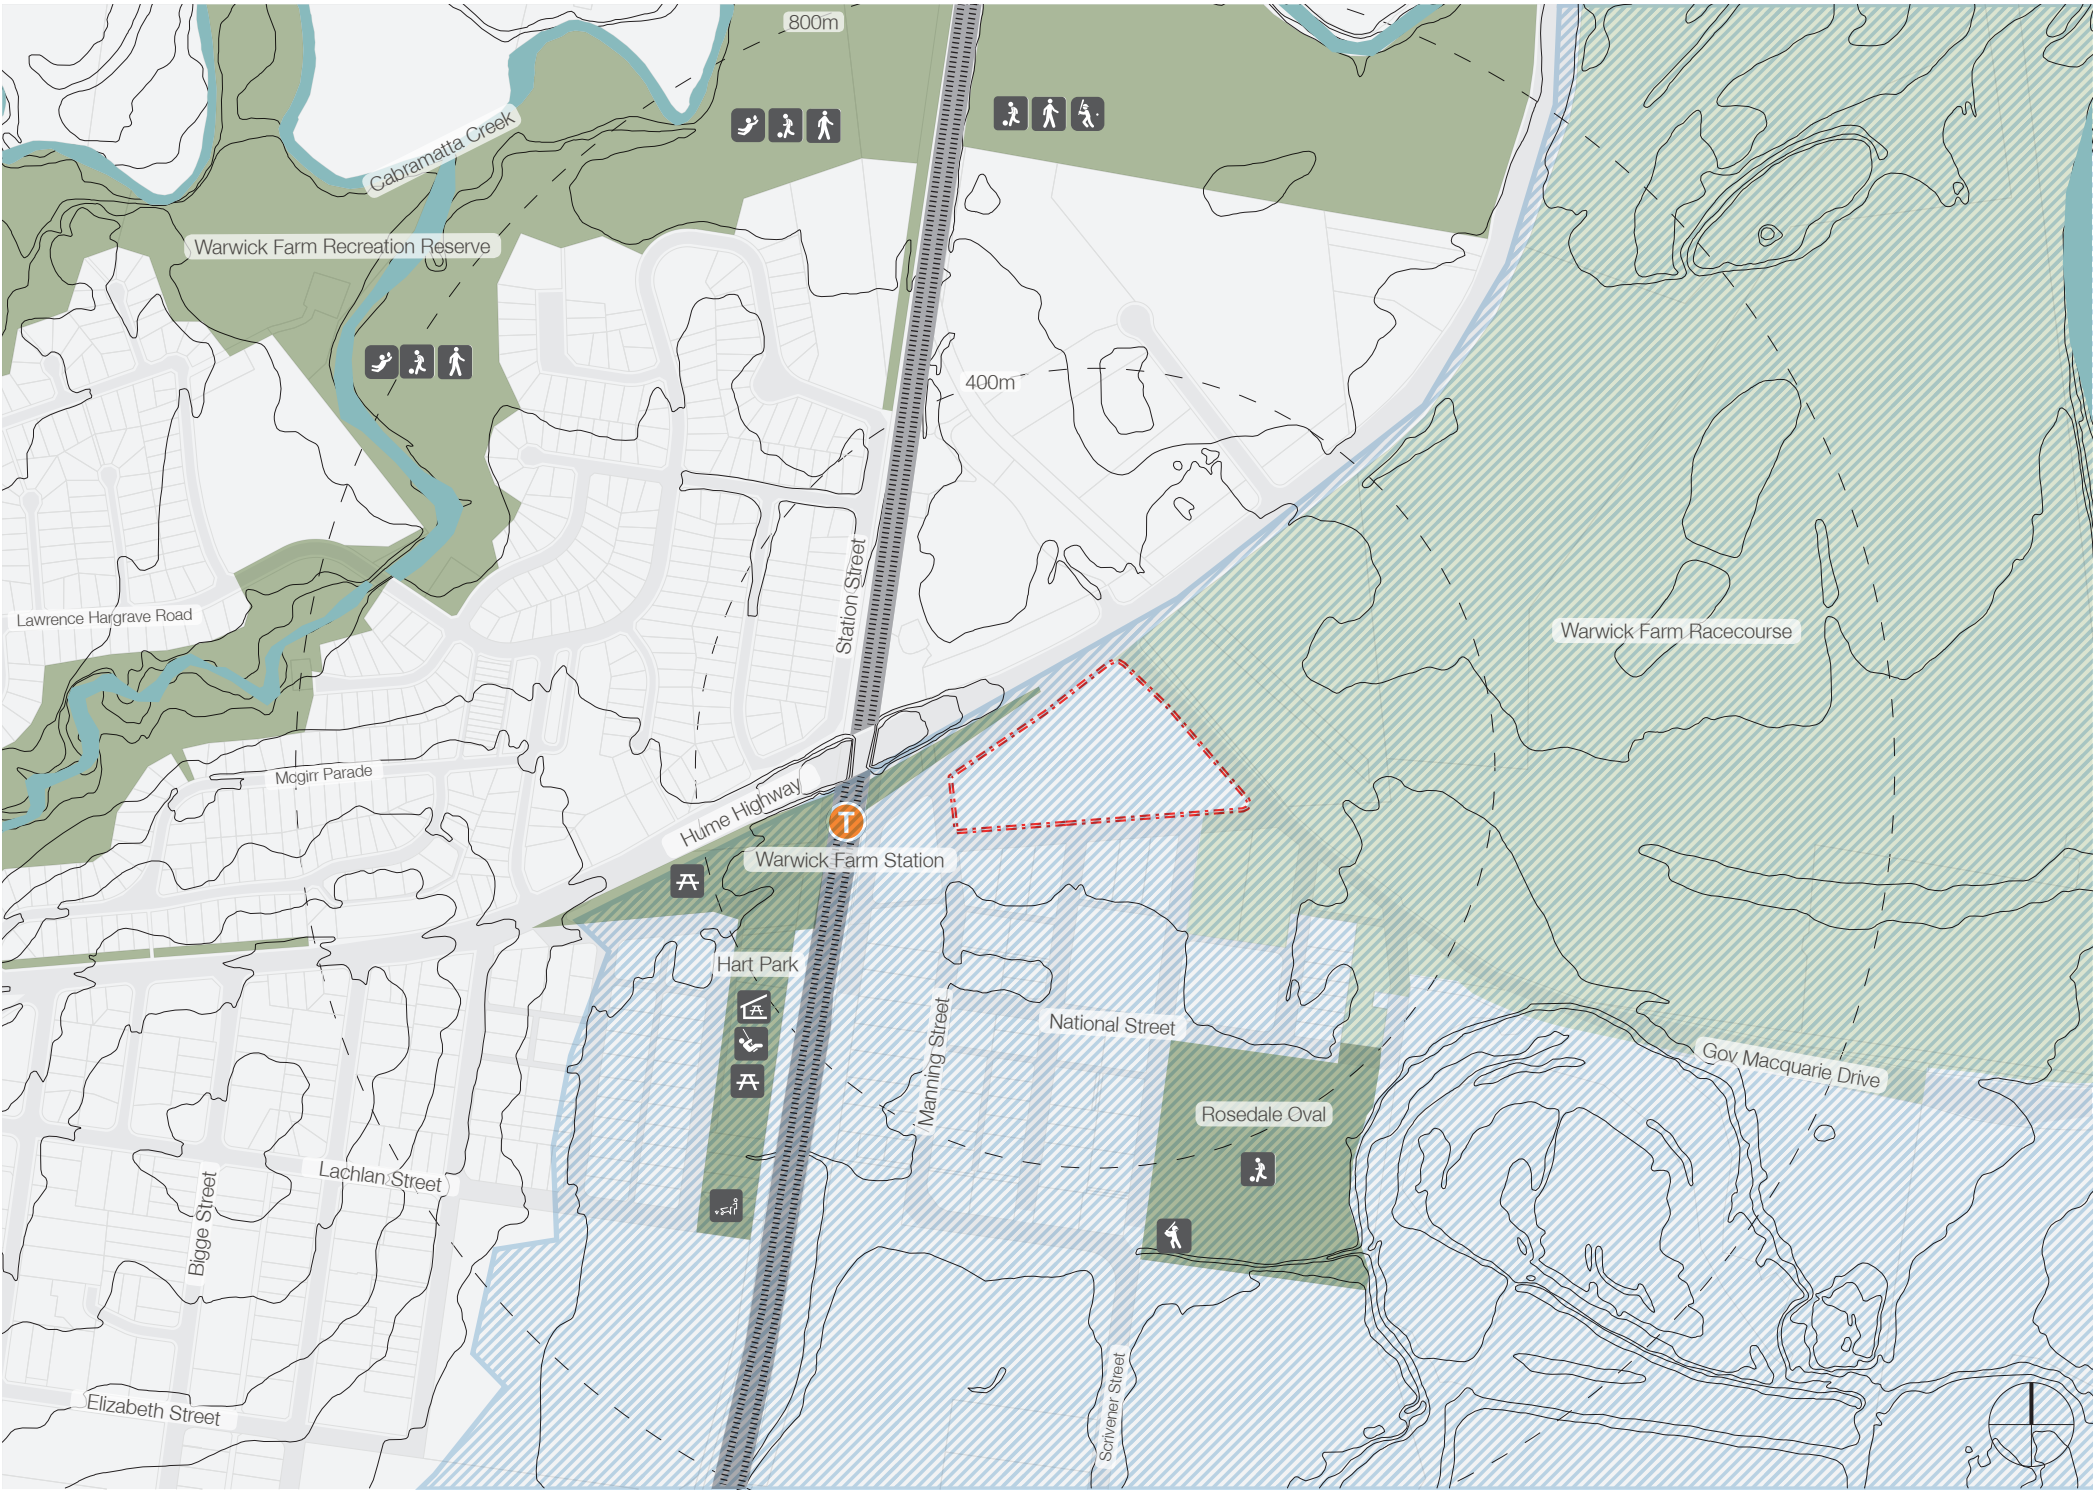 800m
Cabramatta Creek
Warwick Farm Recreation Reserve
400m
Station Street
Lawrence Hargrave Road
Warwick Farm Racecourse
Mcgirr Parade
Hume Highway
T
Warwick Farm Station
Hart Park
Manning Street
National Street
Gov Macquarie Drive
Rosedale Oval
Lachlan Street
Bigge Street
Elizabeth Street
Scrivener Street